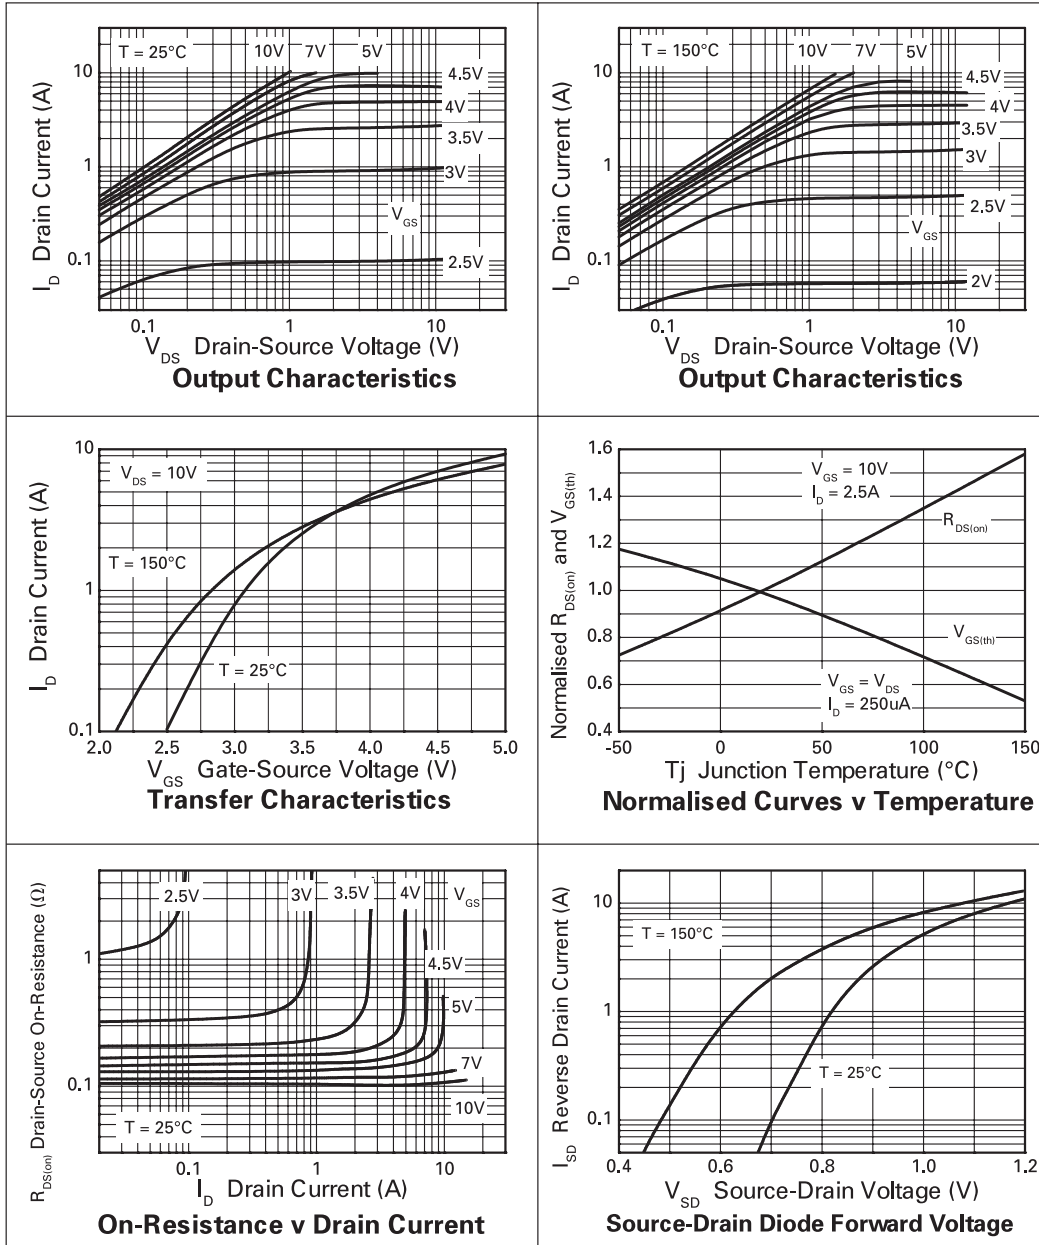 T = 25°C
10V
7V
5V
4.5V
4V
3.5V
3V
V_GS
2.5V
10
1
0.1
I_D Drain Current (A)
0.1
1
10
V_DS Drain-Source Voltage (V)
Output Characteristics
T = 150°C
10V
7V
5V
4.5V
4V
3.5V
3V
2.5V
V_GS
2V
10
1
0.1
I_D Drain Current (A)
0.1
1
10
V_DS Drain-Source Voltage (V)
Output Characteristics
10
1
0.1
I_D Drain Current (A)
V_DS = 10V
T = 150°C
T = 25°C
2.0
2.5
3.0
3.5
4.0
4.5
5.0
V_GS Gate-Source Voltage (V)
Transfer Characteristics
1.6
1.4
1.2
1.0
0.8
0.6
0.4
Normalised R_DS(on) and V_GS(th)
V_GS = 10V
I_D = 2.5A
R_DS(on)
V_GS(th)
V_GS = V_DS
I_D = 250uA
-50
0
50
100
150
Tj Junction Temperature (°C)
Normalised Curves v Temperature
R_DS(on) Drain-Source On-Resistance (Ω)
1
0.1
2.5V
3V
3.5V
4V
V_GS
4.5V
5V
7V
10V
T = 25°C
0.1
1
10
I_D Drain Current (A)
On-Resistance v Drain Current
I_SD Reverse Drain Current (A)
10
1
0.1
T = 150°C
T = 25°C
0.4
0.6
0.8
1.0
1.2
V_SD Source-Drain Voltage (V)
Source-Drain Diode Forward Voltage